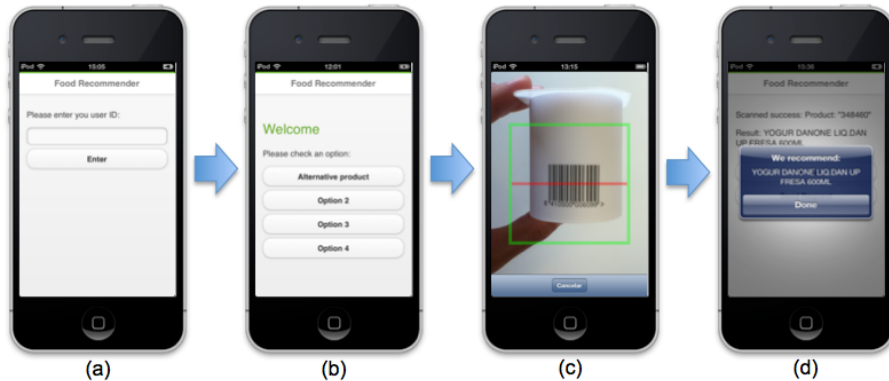 iPod 15:05
Food Recommender
Please enter you user ID:
Enter
(a)
iPod 12:01
Food Recommender
Welcome
Please check an option:
Alternative product
Option 2
Option 3
Option 4
(b)
iPod 13:15
Cancelar
(c)
iPod 15:35
Food Recommender
Scanned success: Product: "348460"
Result: YOGUR DANONE LIQ.DAN
UP FRESA 600ML
We recommend:
YOGUR DANONE LIQ.DAN UP
FRESA 600ML
Done
(d)